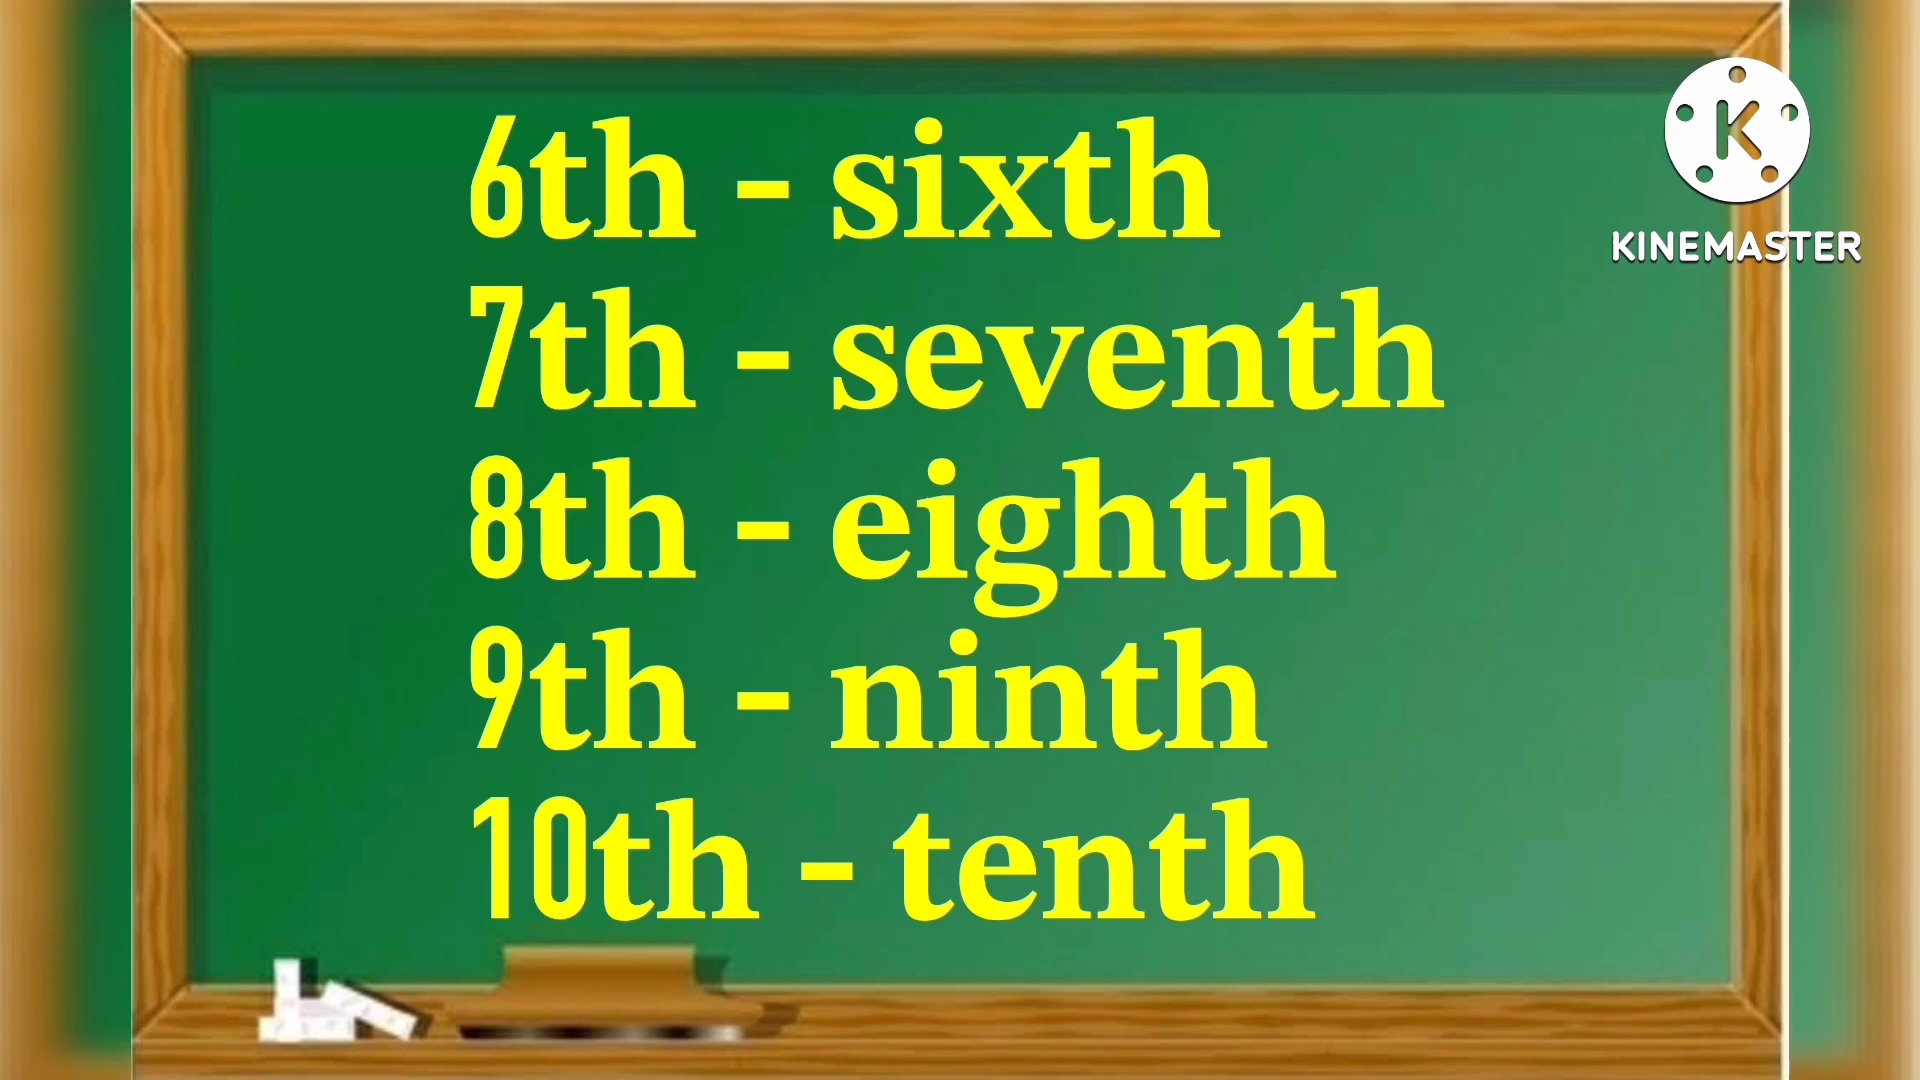 6th - sixth
7th - seventh
8th - eighth
9th - ninth
10th - tenth
K
KINEMASTER